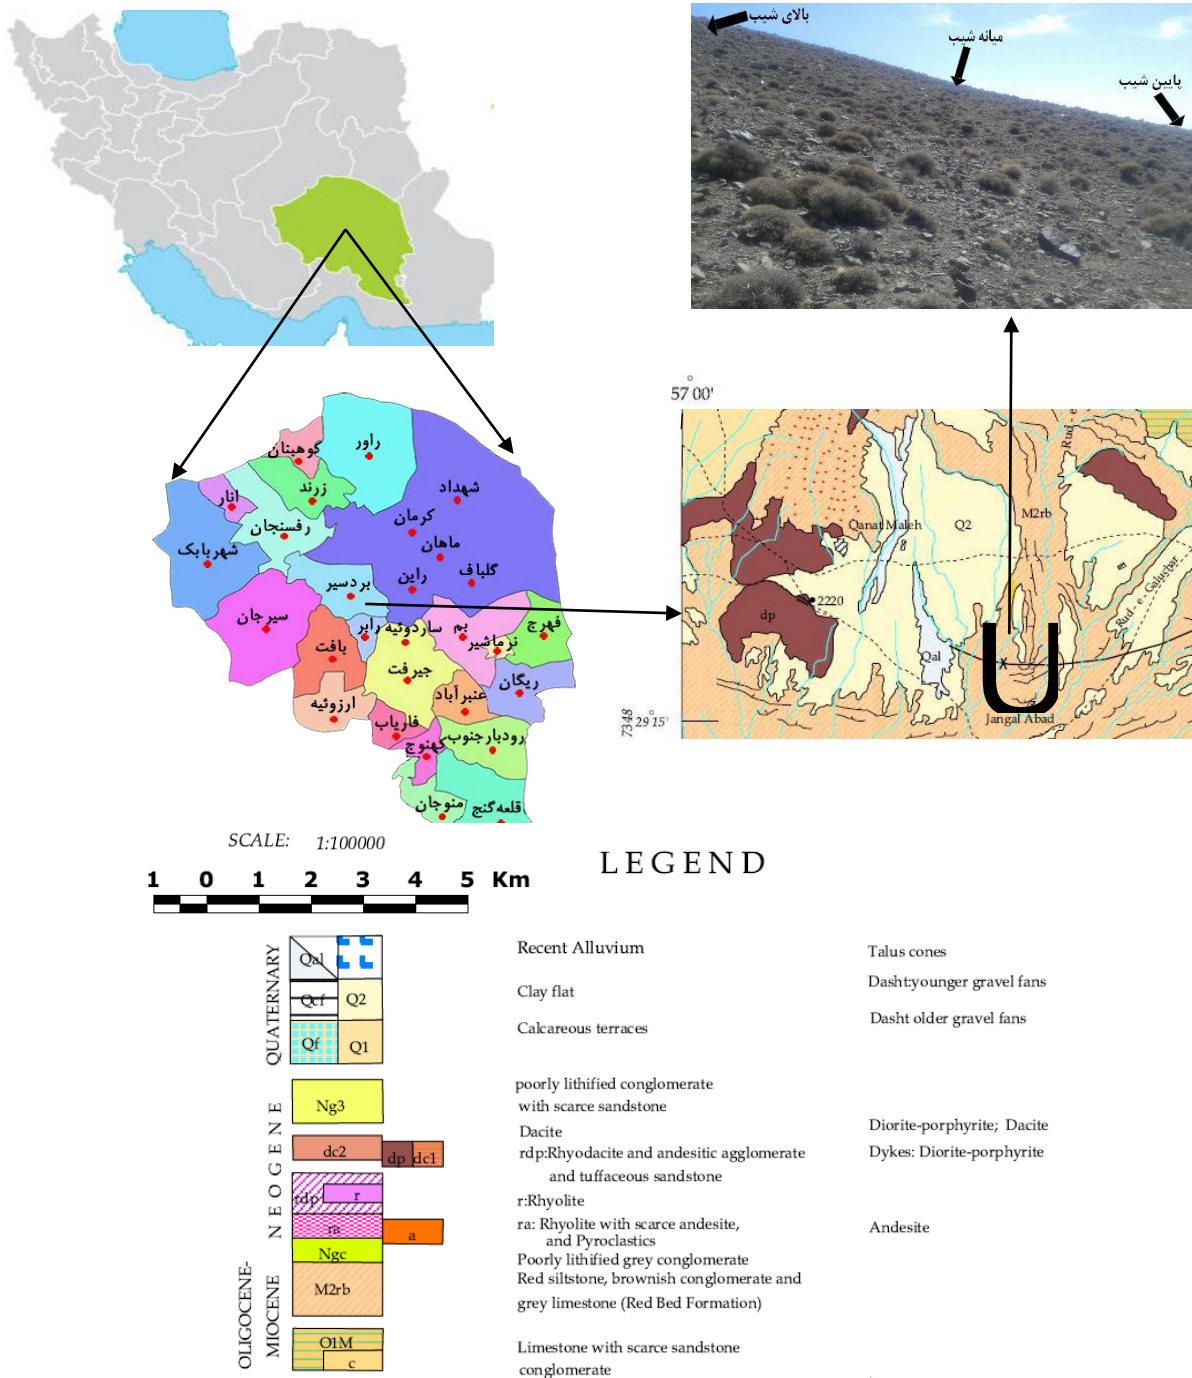 بالای شیب
میانه شیب
پایین شیب
57°00'
راور
کوهبنان
زرند
انار
شهداد
رفسنجان
کرمان
شهربابک
ماهان
گلباف
راین
بردسیر
سیرجان
رابر
ساردوئیه
بم
نرماشیر
فهرج
بافت
جیرفت
ریگان
عنبرآباد
ارزوئیه
فاریاب
رودبارجنوب
کهنوج
منوجان
قلعه‌گنج
Rud - e -
Qanat Maleh
Q2
M2rb
2220
dp
Rud - e - Galuchar
Qal
X
7348
29°15'
Jangal Abad
SCALE: 1:100000
1 0 1 2 3 4 5 Km
LEGEND
QUATERNARY
Qal
Recent Alluvium
Talus cones
Qcf
Q2
Clay flat
Dasht:younger gravel fans
Qf
Q1
Calcareous terraces
Dasht older gravel fans
NEOGENE
Ng3
poorly lithified conglomerate
with scarce sandstone
dc2
dp
dc1
Dacite
Diorite-porphyrite; Dacite
rdp:Rhyodacite and andesitic agglomerate
and tuffaceous sandstone
Dykes: Diorite-porphyrite
rdp
r
r:Rhyolite
ra
a
ra: Rhyolite with scarce andesite,
and Pyroclastics
Andesite
Ngc
Poorly lithified grey conglomerate
OLIGOCENE-
MIOCENE
M2rb
Red siltstone, brownish conglomerate and
grey limestone (Red Bed Formation)
O1M
c
Limestone with scarce sandstone
conglomerate